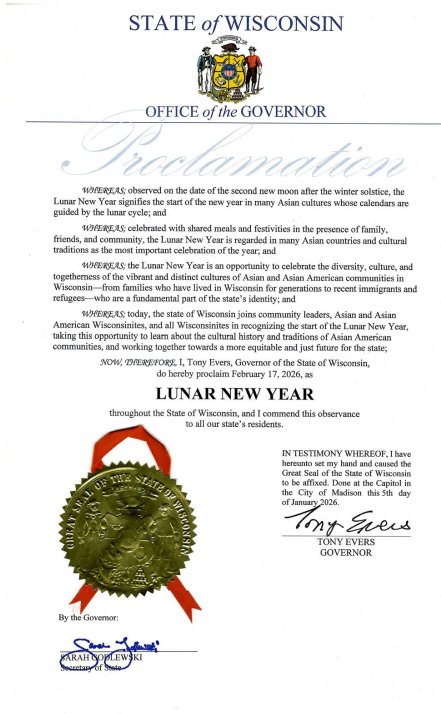 STATE of WISCONSIN
OFFICE of the GOVERNOR
Proclamation
WHEREAS; observed on the date of the second new moon after the winter solstice, the
Lunar New Year signifies the start of the new year in many Asian cultures whose calendars are
guided by the lunar cycle; and
WHEREAS; celebrated with shared meals and festivities in the presence of family,
friends, and community, the Lunar New Year is regarded in many Asian countries and cultural
traditions as the most important celebration of the year; and
WHEREAS; the Lunar New Year is an opportunity to celebrate the diversity, culture, and
togetherness of the vibrant and distinct cultures of Asian and Asian American communities in
Wisconsin—from families who have lived in Wisconsin for generations to recent immigrants and
refugees—who are a fundamental part of the state's identity; and
WHEREAS; today, the state of Wisconsin joins community leaders, Asian and Asian
American Wisconsinites, and all Wisconsinites in recognizing the start of the Lunar New Year,
taking this opportunity to learn about the cultural history and traditions of Asian American
communities, and working together towards a more equitable and just future for the state;
NOW, THEREFORE, I, Tony Evers, Governor of the State of Wisconsin,
do hereby proclaim February 17, 2026, as
LUNAR NEW YEAR
throughout the State of Wisconsin, and I commend this observance
to all our state's residents.
IN TESTIMONY WHEREOF, I have
hereunto set my hand and caused the
Great Seal of the State of Wisconsin
to be affixed. Done at the Capitol in
the City of Madison this 5th day
of January 2026.
Tony Evers
TONY EVERS
GOVERNOR
GREAT SEAL OF THE STATE OF WISCONSIN
By the Governor:
SARAH GODLEWSKI
Secretary of State